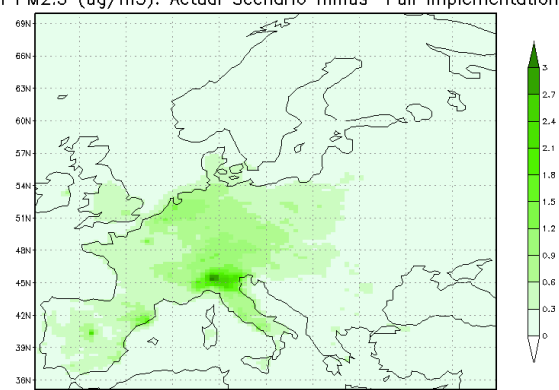 PM2.5 (ug/m3): Actual Scenario minus Full Implementation
69N
66N
63N
60N
57N
54N
51N
48N
45N
42N
39N
36N
3
2.7
2.4
2.1
1.8
1.5
1.2
0.9
0.6
0.3
0